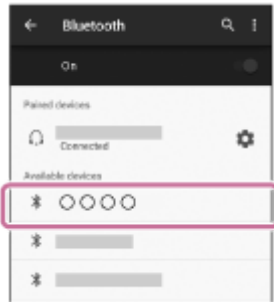 Bluetooth
On
Paired devices
Connected
Available devices
○○○○